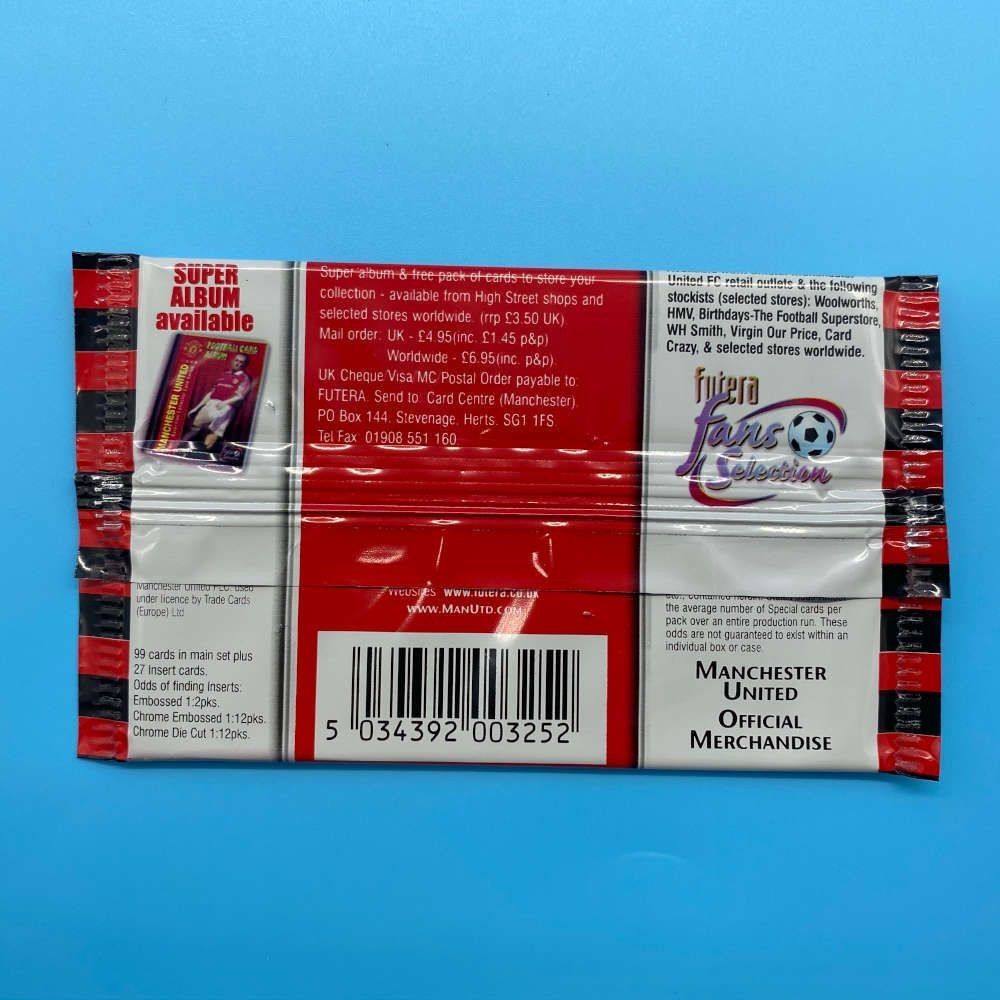 SUPER
ALBUM
available
FOOTBALL CARD
ALBUM
MANCHESTER UNITED
Super album & free pack of cards to store your
collection - available from High Street shops and
selected stores worldwide. (rrp £3.50 UK)
Mail order: UK - £4.95(inc. £1.45 p&p)
Worldwide - £6.95(inc. p&p).
UK Cheque/Visa/MC/Postal Order payable to:
FUTERA. Send to: Card Centre (Manchester),
PO Box 144, Stevenage, Herts. SG1 1FS
Tel/Fax: 01908 551 160
United FC retail outlets & the following
stockists (selected stores): Woolworths,
HMV, Birthdays-The Football Superstore,
WH Smith, Virgin Our Price, Card
Crazy, & selected stores worldwide.
futera
Fans
Selection
Manchester United PLC. used
under licence by Trade Cards
(Europe) Ltd
99 cards in main set plus
27 Insert cards.
Odds of finding Inserts:
Embossed 1:2pks.
Chrome Embossed 1:12pks.
Chrome Die Cut 1:12pks.
Websites www.futera.co.uk
WWW.MANUTD.COM
5 034392 003252
etc., contained herein
the average number of Special cards per
pack over an entire production run. These
odds are not guaranteed to exist within an
individual box or case.
MANCHESTER
UNITED
OFFICIAL
MERCHANDISE